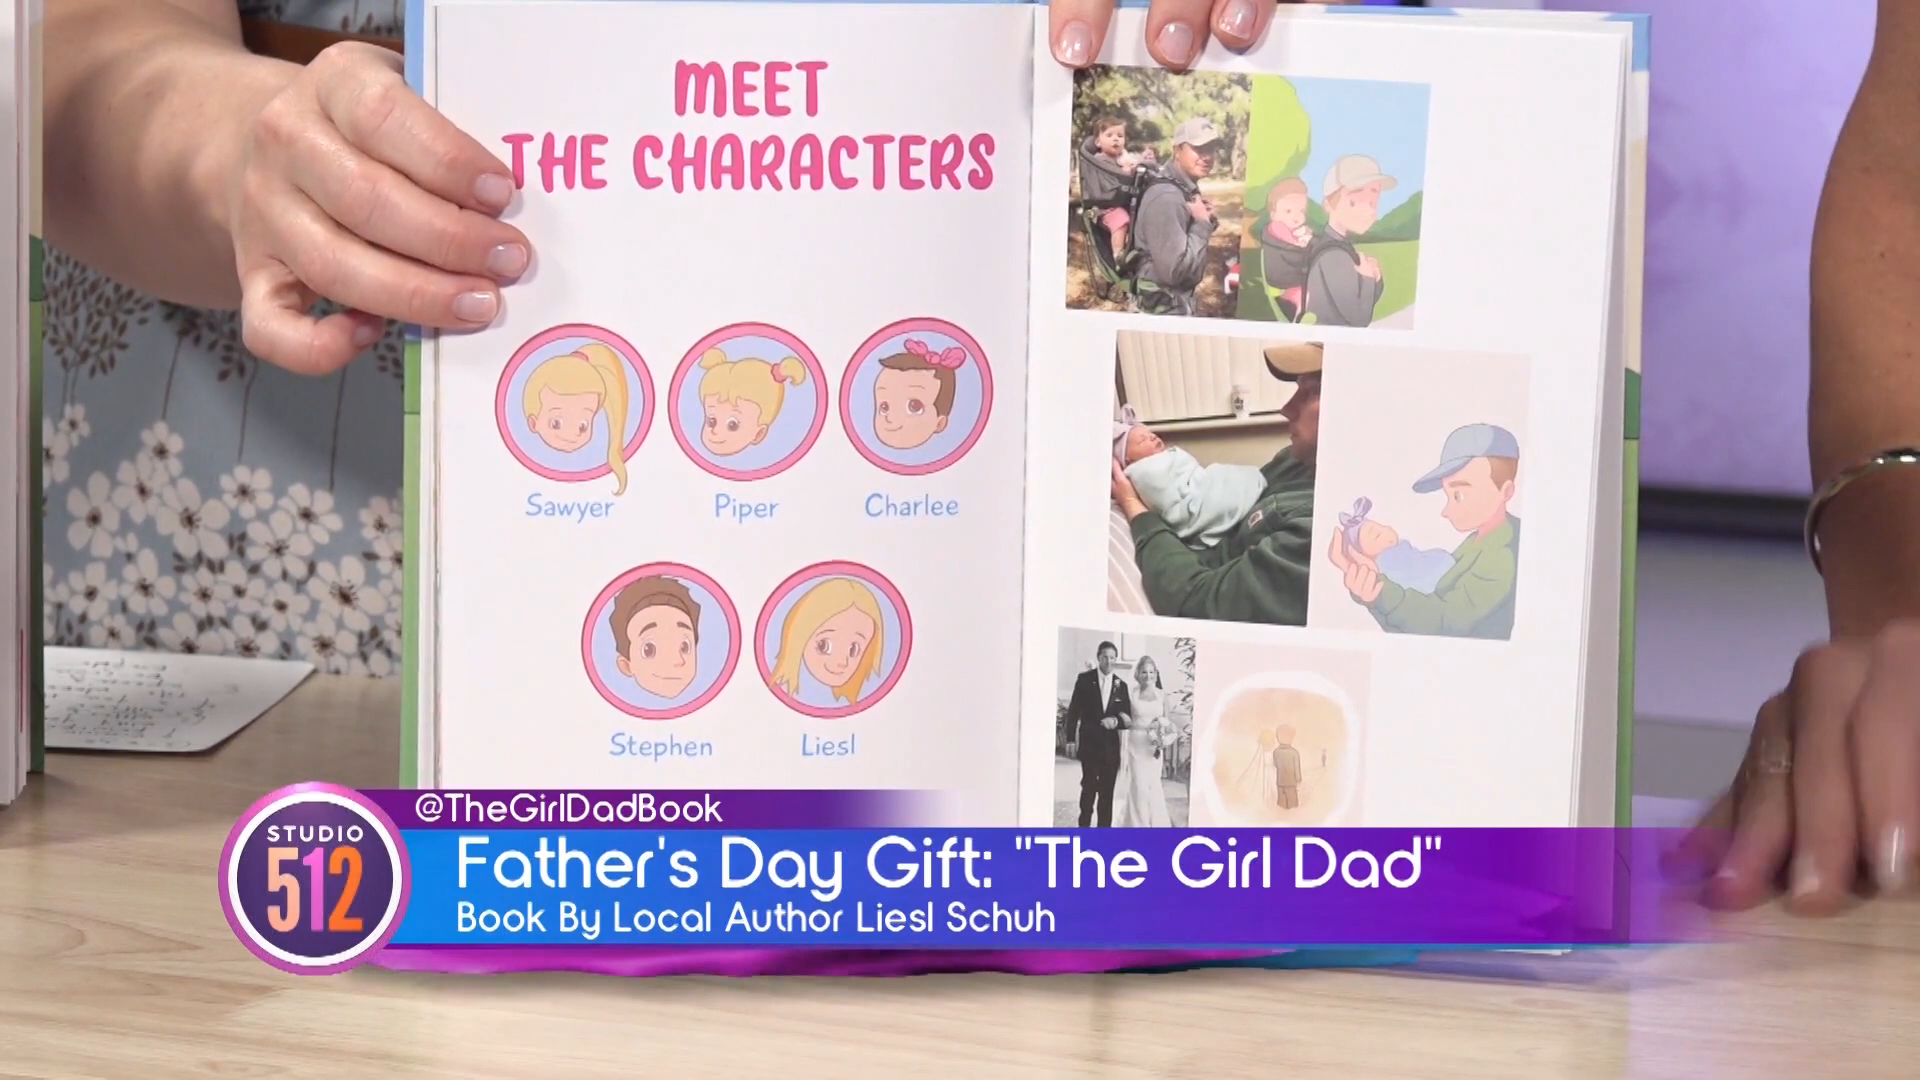 MEET
THE CHARACTERS
Sawyer
Piper
Charlee
Stephen
Liesl
@TheGirlDadBook
STUDIO
512
Father's Day Gift: "The Girl Dad"
Book By Local Author Liesl Schuh